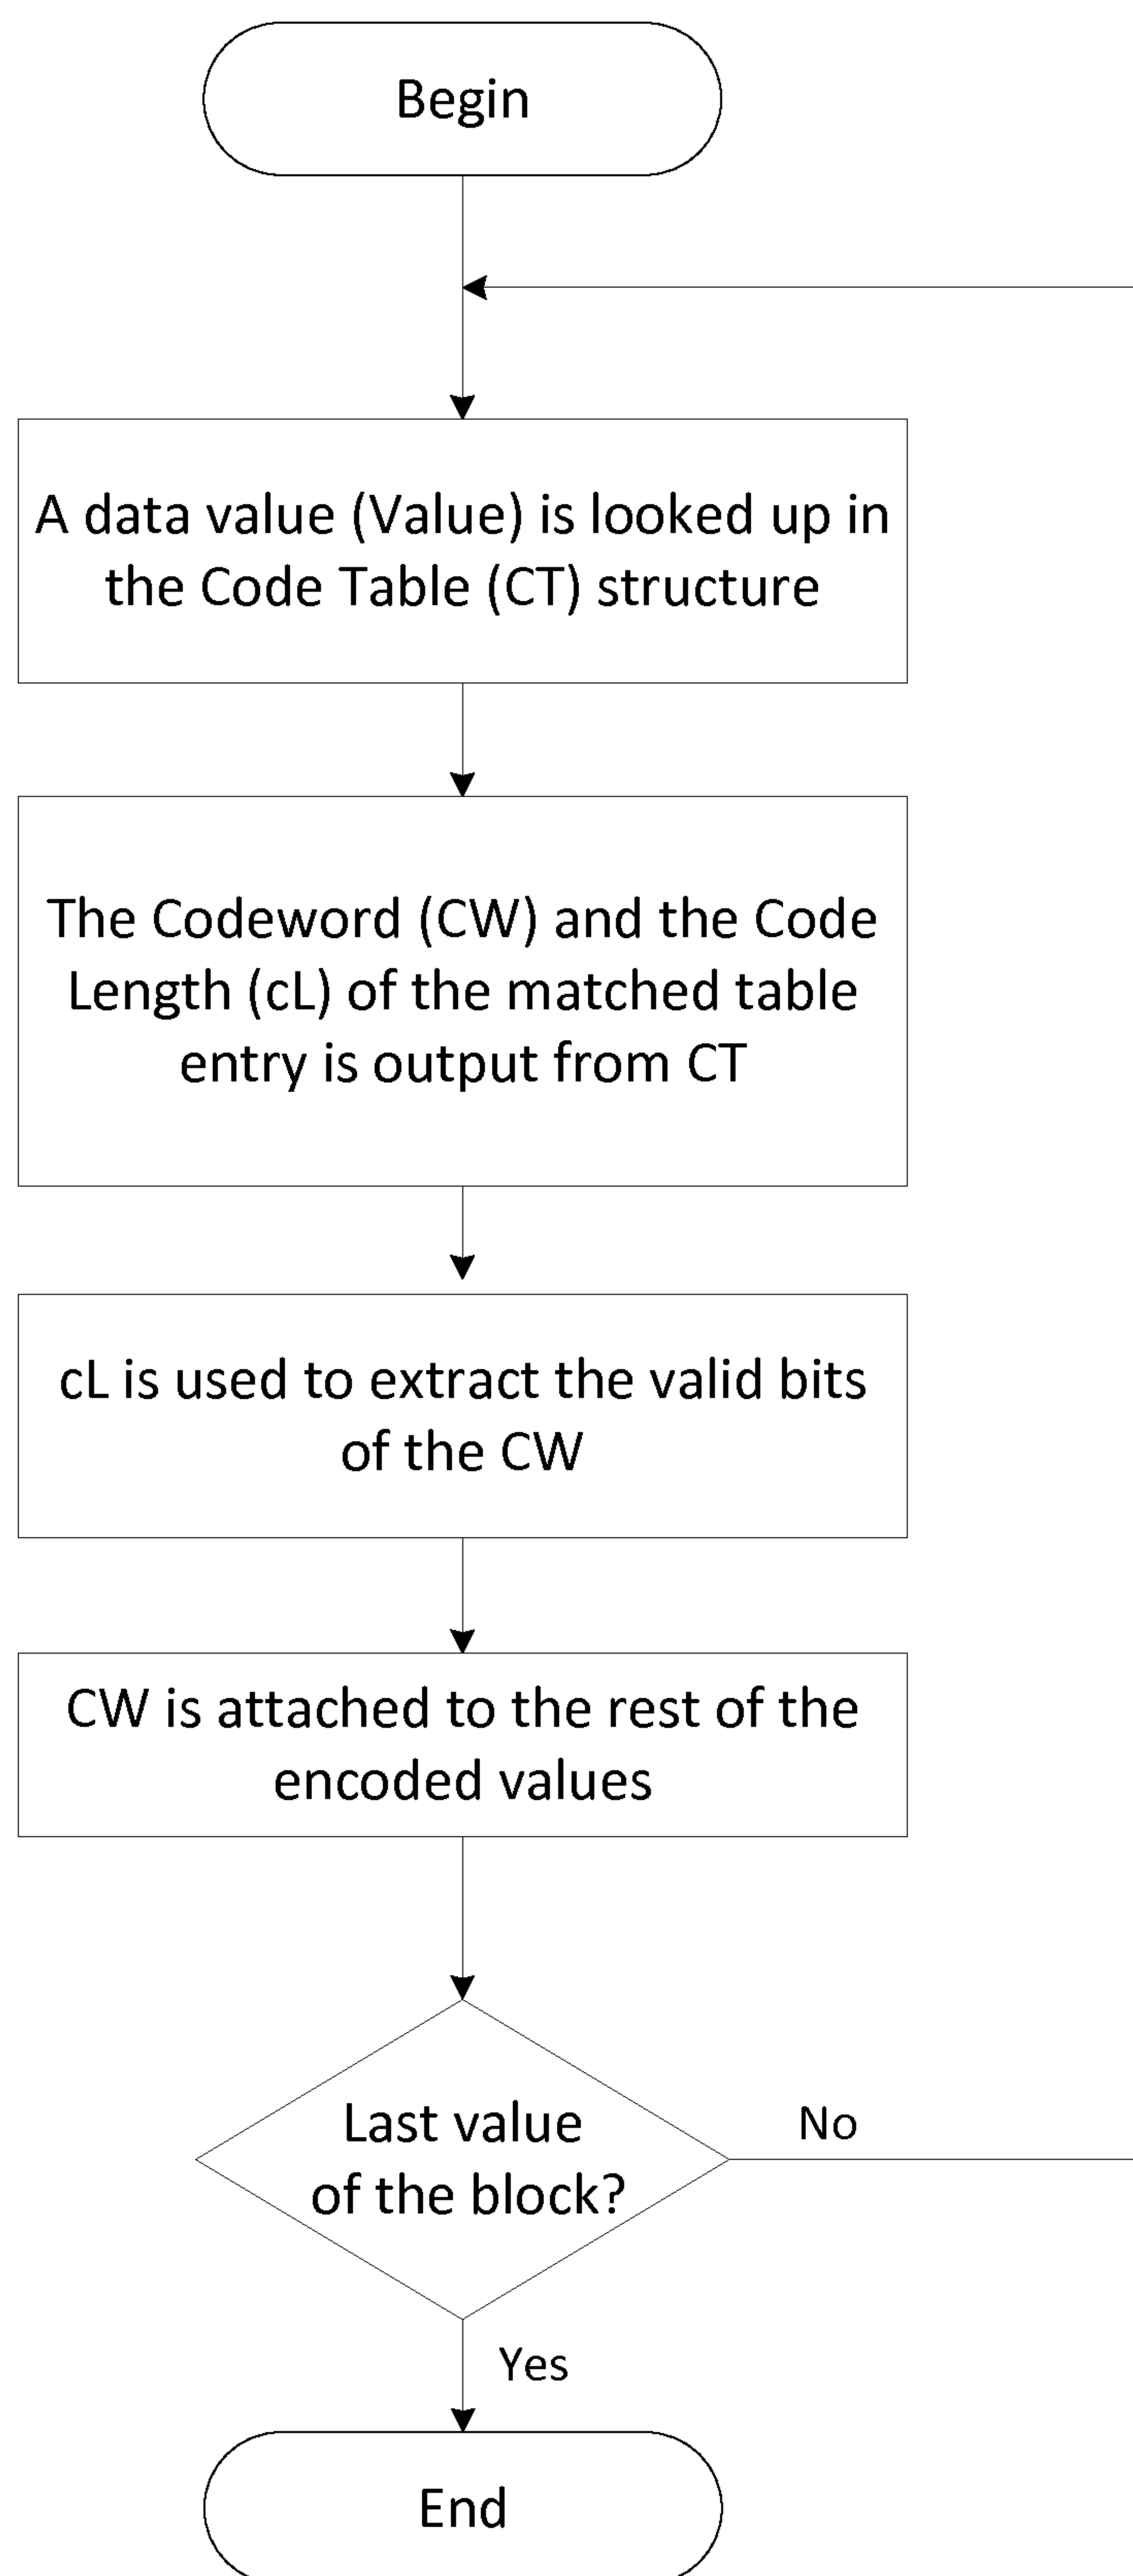 Begin
A data value (Value) is looked up in
the Code Table (CT) structure
The Codeword (CW) and the Code
Length (cL) of the matched table
entry is output from CT
cL is used to extract the valid bits
of the CW
CW is attached to the rest of the
encoded values
Last value
of the block?
No
Yes
End